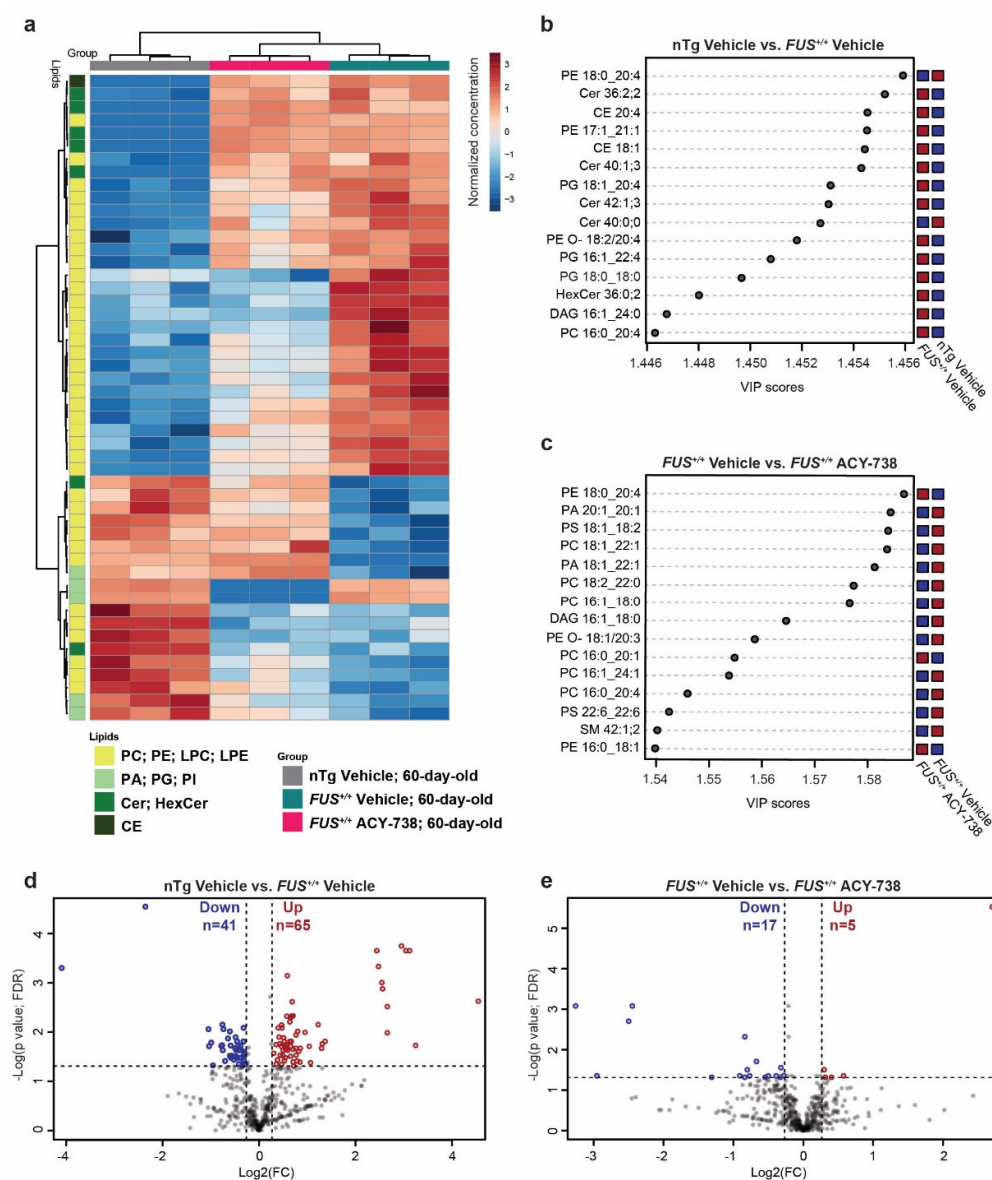 a
Group
Lipids
Normalized concentration
3
2
1
0
−1
−2
−3
Lipids
PC; PE; LPC; LPE
PA; PG; PI
Cer; HexCer
CE
Group
nTg Vehicle; 60-day-old
FUS+/+ Vehicle; 60-day-old
FUS+/+ ACY-738; 60-day-old
b
nTg Vehicle vs. FUS+/+ Vehicle
PE 18:0_20:4
Cer 36:2;2
CE 20:4
PE 17:1_21:1
CE 18:1
Cer 40:1;3
PG 18:1_20:4
Cer 42:1;3
Cer 40:0;0
PE O- 18:2/20:4
PG 16:1_22:4
PG 18:0_18:0
HexCer 36:0;2
DAG 16:1_24:0
PC 16:0_20:4
1.446 1.448 1.450 1.452 1.454 1.456
VIP scores
FUS+/+ Vehicle
nTg Vehicle
c
FUS+/+ Vehicle vs. FUS+/+ ACY-738
PE 18:0_20:4
PA 20:1_20:1
PS 18:1_18:2
PC 18:1_22:1
PA 18:1_22:1
PC 18:2_22:0
PC 16:1_18:0
DAG 16:1_18:0
PE O- 18:1/20:3
PC 16:0_20:1
PC 16:1_24:1
PC 16:0_20:4
PS 22:6_22:6
SM 42:1;2
PE 16:0_18:1
1.54 1.55 1.56 1.57 1.58
VIP scores
FUS+/+ ACY-738
FUS+/+ Vehicle
d
nTg Vehicle vs. FUS+/+ Vehicle
Down Up
n=41 n=65
-Log(p value; FDR)
4
3
2
1
0
-4 -2 0 2 4
Log2(FC)
e
FUS+/+ Vehicle vs. FUS+/+ ACY-738
Down Up
n=17 n=5
-Log(p value; FDR)
5
4
3
2
1
0
-3 -2 -1 0 1 2
Log2(FC)